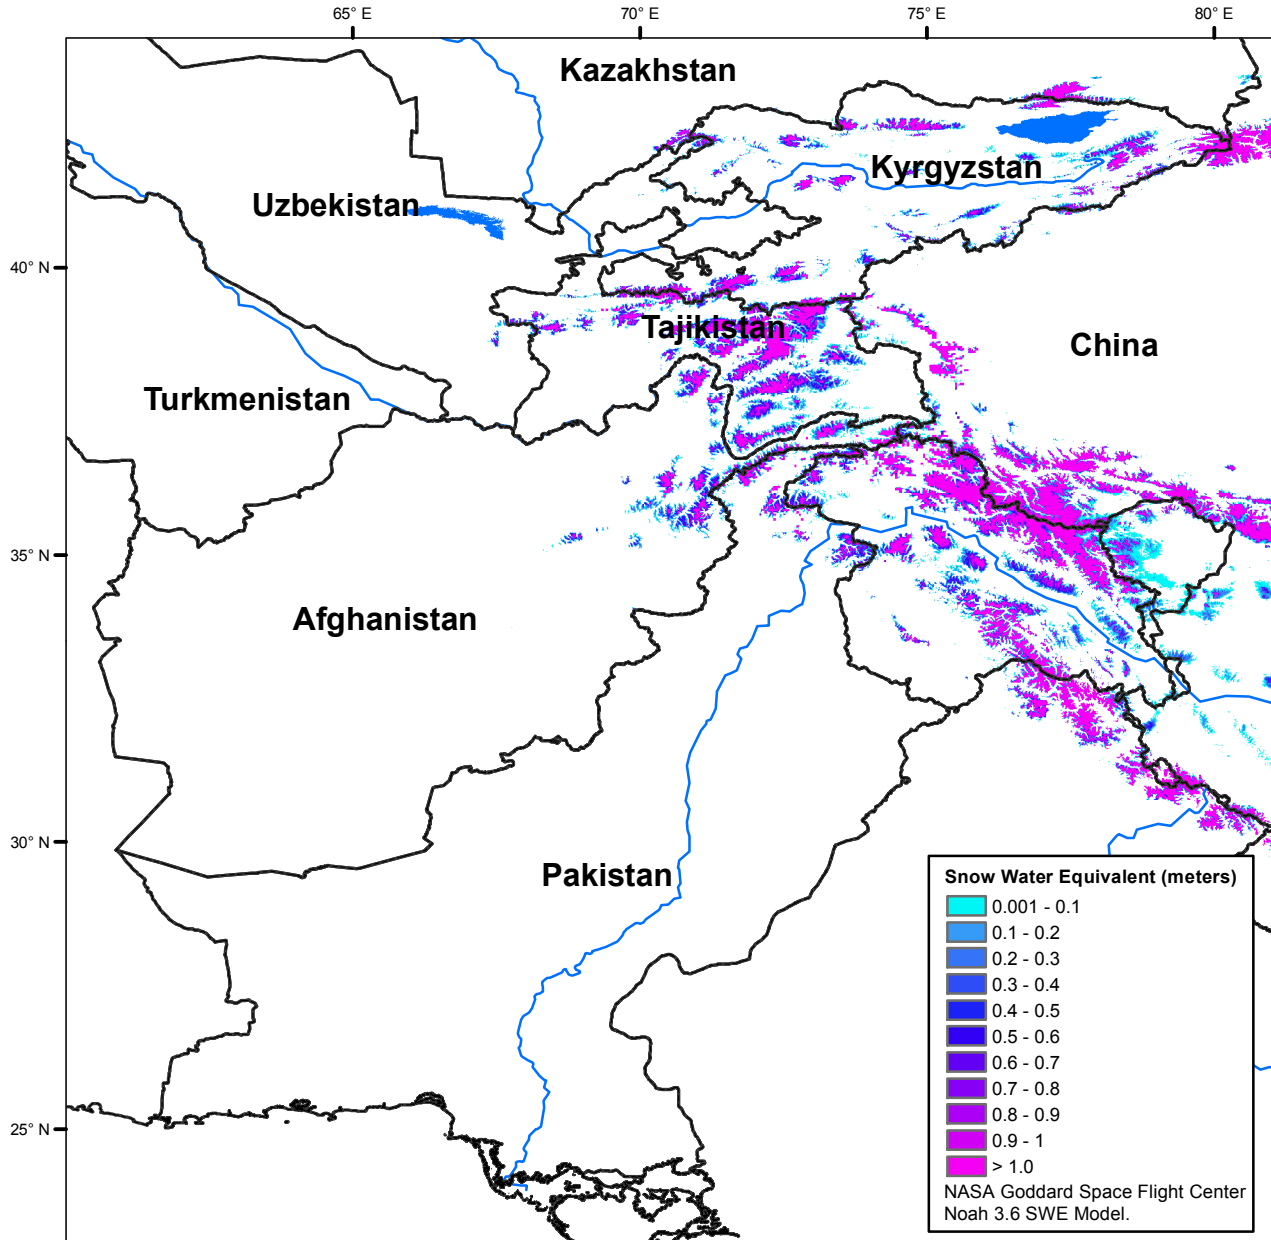 65° E
70° E
75° E
80° E
Kazakhstan
Kyrgyzstan
Uzbekistan
40° N
Tajikistan
China
Turkmenistan
35° N
Afghanistan
30° N
Pakistan
25° N
Snow Water Equivalent (meters)
0.001 - 0.1
0.1 - 0.2
0.2 - 0.3
0.3 - 0.4
0.4 - 0.5
0.5 - 0.6
0.6 - 0.7
0.7 - 0.8
0.8 - 0.9
0.9 - 1
> 1.0
NASA Goddard Space Flight Center
Noah 3.6 SWE Model.